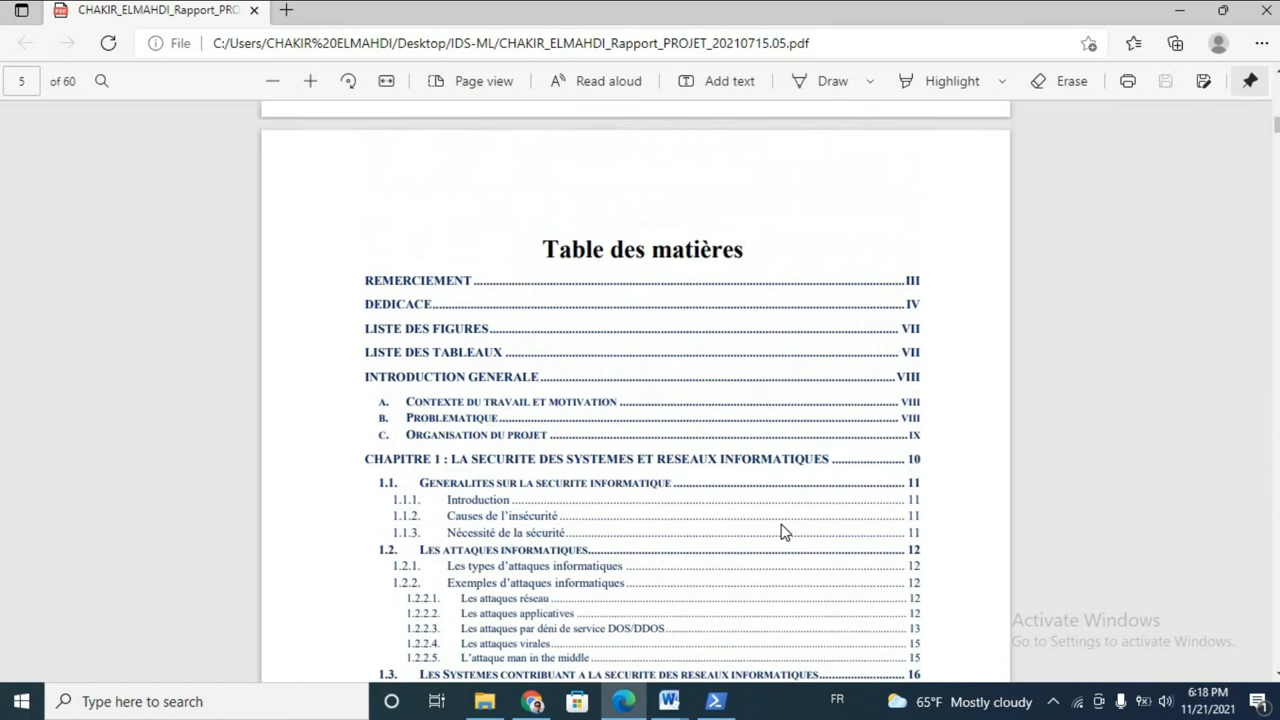 CHAKIR_ELMAHDI_Rapport_PRO
File C:/Users/CHAKIR%20ELMAHDI/Desktop/IDS-ML/CHAKIR_ELMAHDI_Rapport_PROJET_20210715.05.pdf
5 of 60 Page view Read aloud Add text Draw Highlight Erase
Table des matières
REMERCIEMENT III
DEDICACE IV
LISTE DES FIGURES VII
LISTE DES TABLEAUX VII
INTRODUCTION GENERALE VIII
A. CONTEXTE DU TRAVAIL ET MOTIVATION VIII
B. PROBLEMATIQUE VIII
C. ORGANISATION DU PROJET IX
CHAPITRE 1 : LA SECURITE DES SYSTEMES ET RESEAUX INFORMATIQUES 10
1.1. GENERALITES SUR LA SECURITE INFORMATIQUE 11
1.1.1. Introduction 11
1.1.2. Causes de l'insécurité 11
1.1.3. Nécessité de la sécurité 11
1.2. LES ATTAQUES INFORMATIQUES 12
1.2.1. Les types d'attaques informatiques 12
1.2.2. Exemples d'attaques informatiques 12
1.2.2.1. Les attaques réseau 12
1.2.2.2. Les attaques applicatives 12
1.2.2.3. Les attaques par déni de service DOS/DDOS 13
1.2.2.4. Les attaques virales 15
1.2.2.5. L'attaque man in the middle 15
1.3. LES SYSTEMES CONTRIBUANT A LA SECURITE DES RESEAUX INFORMATIQUES 16
Activate Windows
Go to Settings to activate Windows.
Type here to search FR 65°F Mostly cloudy 6:18 PM
11/21/2021 1